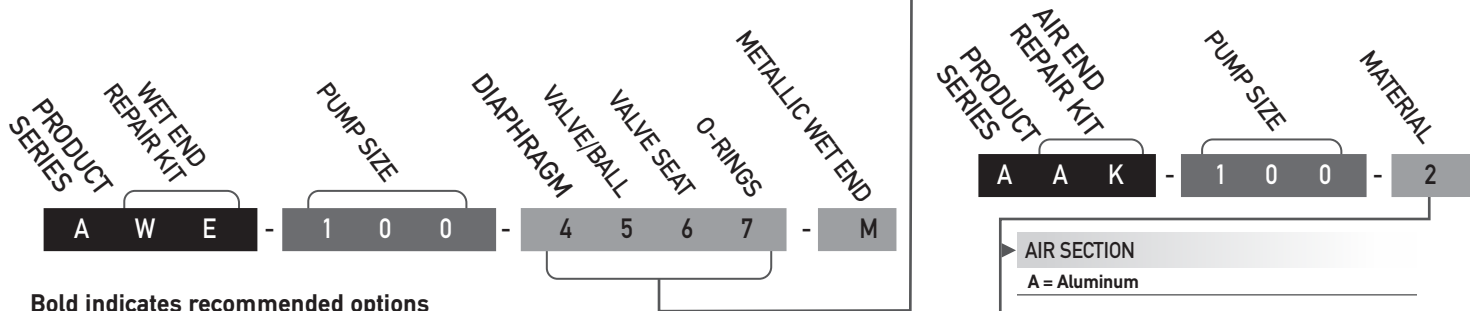 PRODUCT
SERIES
WET END
REPAIR KIT
PUMP SIZE
DIAPHRAGM
VALVE/BALL
VALVE SEAT
O-RINGS
METALLIC WET END
A W E - 1 0 0 - 4 5 6 7 - M
Bold indicates recommended options
PRODUCT
SERIES
AIR END
REPAIR KIT
PUMP SIZE
MATERIAL
A A K - 1 0 0 - 2
AIR SECTION
A = Aluminum